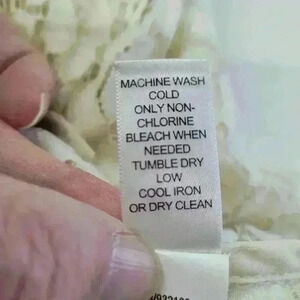 MACHINE WASH
COLD
ONLY NON-
CHLORINE
BLEACH WHEN
NEEDED
TUMBLE DRY
LOW
COOL IRON
OR DRY CLEAN